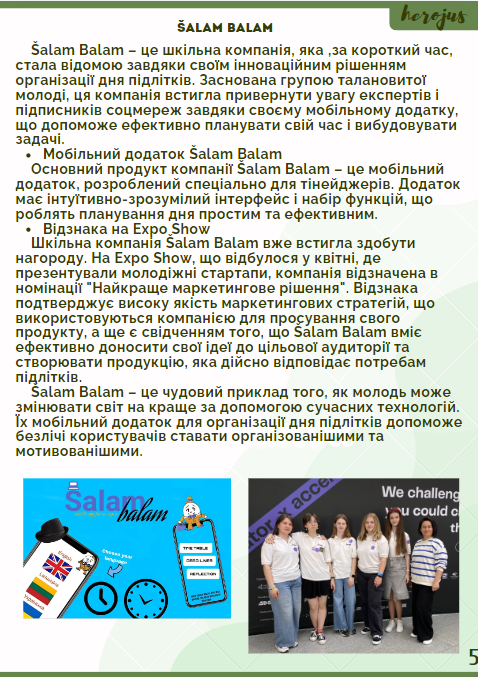 herojus
ŠALAM BALAM
Šalam Balam – це шкільна компанія, яка ,за короткий час,
стала відомою завдяки своїм інноваційним рішенням
організації дня підлітків. Заснована групою талановитої
молоді, ця компанія встигла привернути увагу експертів і
підписників соцмереж завдяки своєму мобільному додатку,
що допоможе ефективно планувати свій час і вибудовувати
задачі.
• Мобільний додаток Šalam Balam
Основний продукт компанії Šalam Balam – це мобільний
додаток, розроблений спеціально для тінейджерів. Додаток
має інтуїтивно-зрозумілий інтерфейс і набір функцій, що
роблять планування дня простим та ефективним.
• Відзнака на Expo Show
Шкільна компанія Šalam Balam вже встигла здобути
нагороду. На Expo Show, що відбулося у квітні, де
презентували молодіжні стартапи, компанія відзначена в
номінації "Найкраще маркетингове рішення". Відзнака
подтверджує високу якість маркетингових стратегій, що
використовуються компанією для просування свого
продукту, а ще є свідченням того, що Šalam Balam вміє
ефективно доносити свої ідеї до цільової аудиторії та
створювати продукцію, яка дійсно відповідає потребам
підлітків.
Šalam Balam – це чудовий приклад того, як молодь може
змінювати світ на краще за допомогою сучасних технологій.
Їх мобільний додаток для організації дня підлітків допоможе
безлічі користувачів ставати організованішими та
мотивованішими.
Šalam
balam
Choose your
language
English
TIME TABLE
DEADLINES
REFLECTION
We challeng
you could c
th
tor x accel
5